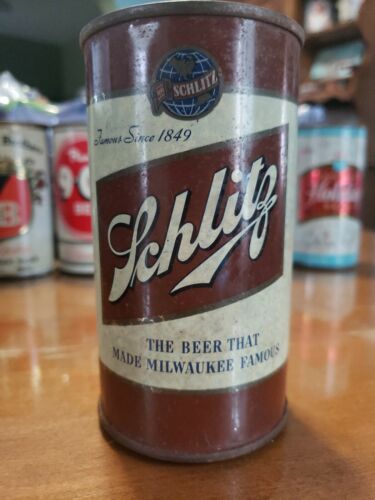 SCHLITZ
Famous Since 1849
Schlitz
THE BEER THAT
MADE MILWAUKEE FAMOUS